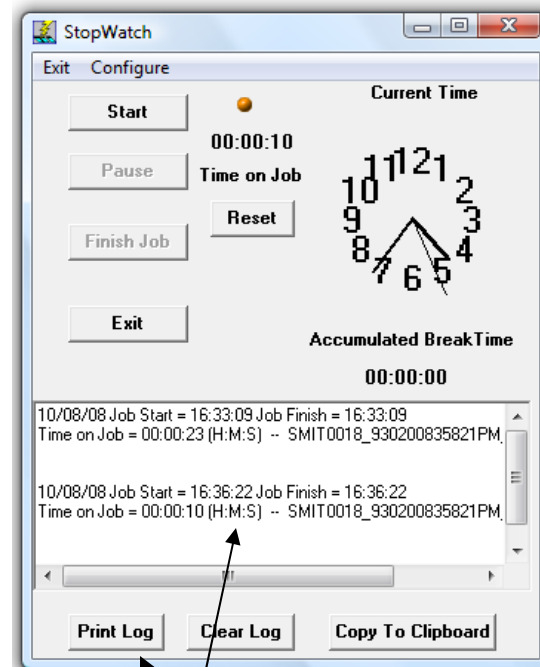 StopWatch
Exit Configure
Start
Pause
Finish Job
Exit
00:00:10
Time on Job
Reset
Current Time
12
1
2
3
4
5
6
7
8
9
10
11
Accumulated BreakTime
00:00:00
10/08/08 Job Start = 16:33:09 Job Finish = 16:33:09
Time on Job = 00:00:23 (H:M:S) -- SMIT0018_930200835821PM_
10/08/08 Job Start = 16:36:22 Job Finish = 16:36:22
Time on Job = 00:00:10 (H:M:S) -- SMIT0018_930200835821PM_
Print Log
Clear Log
Copy To Clipboard